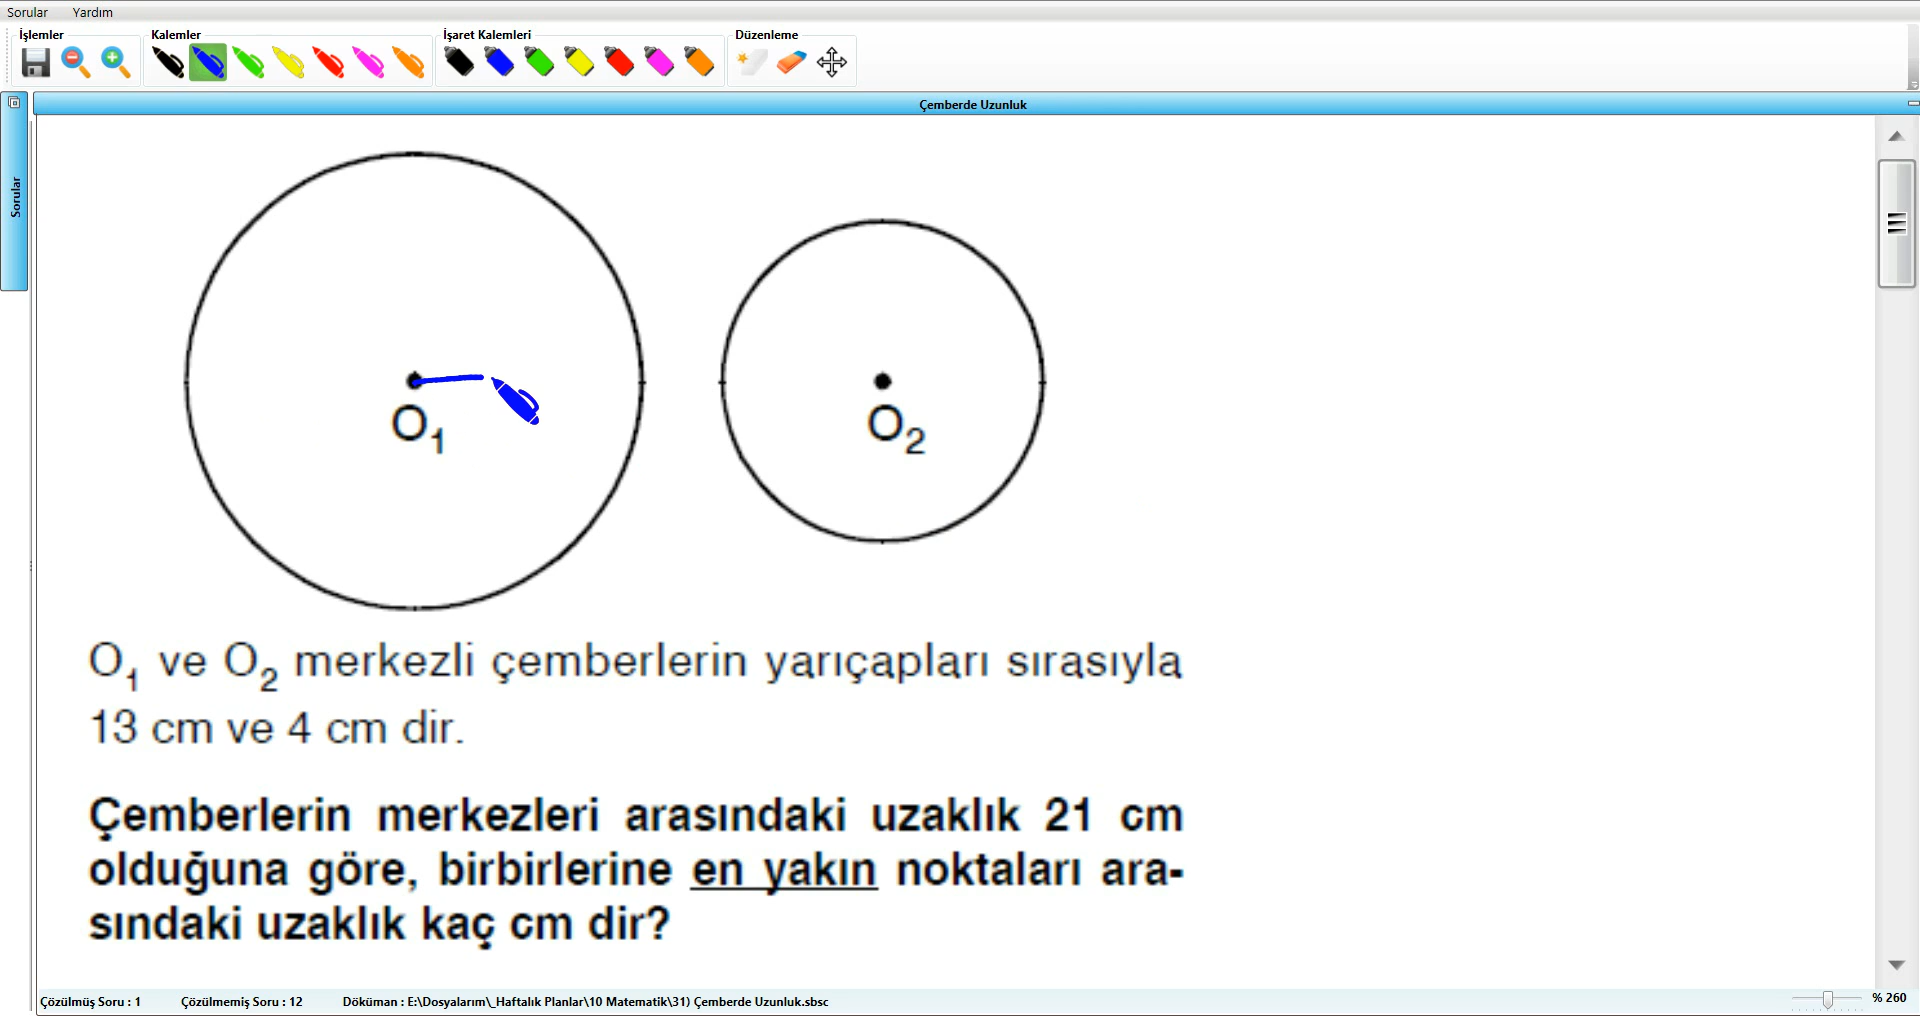 Sorular Yardım
İşlemler Kalemler İşaret Kalemleri Düzenleme
Çemberde Uzunluk
Sorular
O1 O2
O1 ve O2 merkezli çemberlerin yarıçapları sırasıyla
13 cm ve 4 cm dir.
Çemberlerin merkezleri arasındaki uzaklık 21 cm
olduğuna göre, birbirlerine en yakın noktaları ara-
sındaki uzaklık kaç cm dir?
Çözülmüş Soru : 1 Çözülmemiş Soru : 12 Döküman : E:\Dosyalarım\_Haftalık Planlar\10 Matematik\31) Çemberde Uzunluk.sbsc % 260